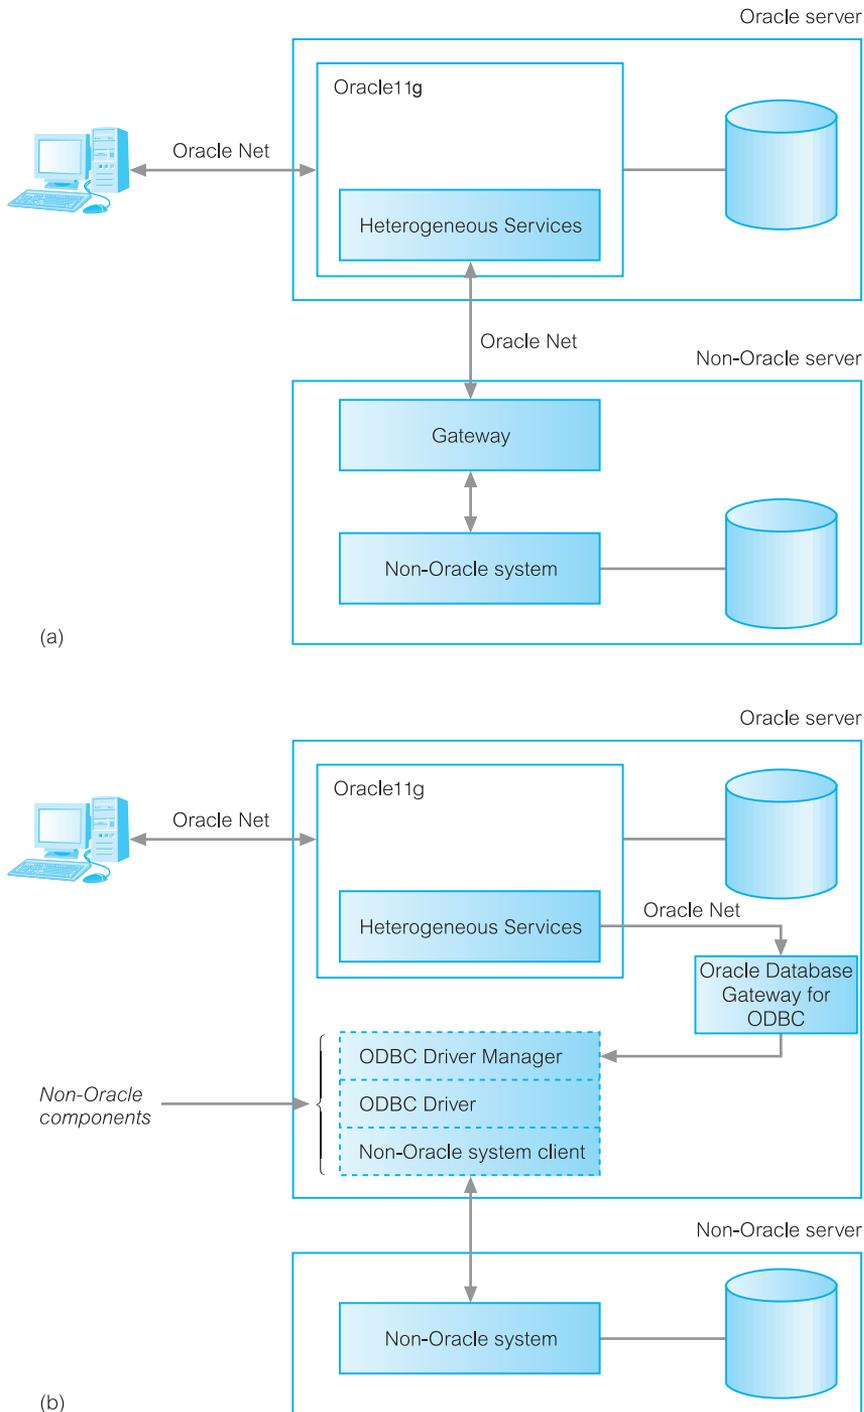 Oracle server
Oracle11g
Oracle Net
Heterogeneous Services
Oracle Net
Non-Oracle server
Gateway
Non-Oracle system
(a)
Oracle server
Oracle11g
Oracle Net
Heterogeneous Services
Oracle Net
Oracle Database
Gateway for
ODBC
ODBC Driver Manager
Non-Oracle
components
ODBC Driver
Non-Oracle system client
Non-Oracle server
Non-Oracle system
(b)